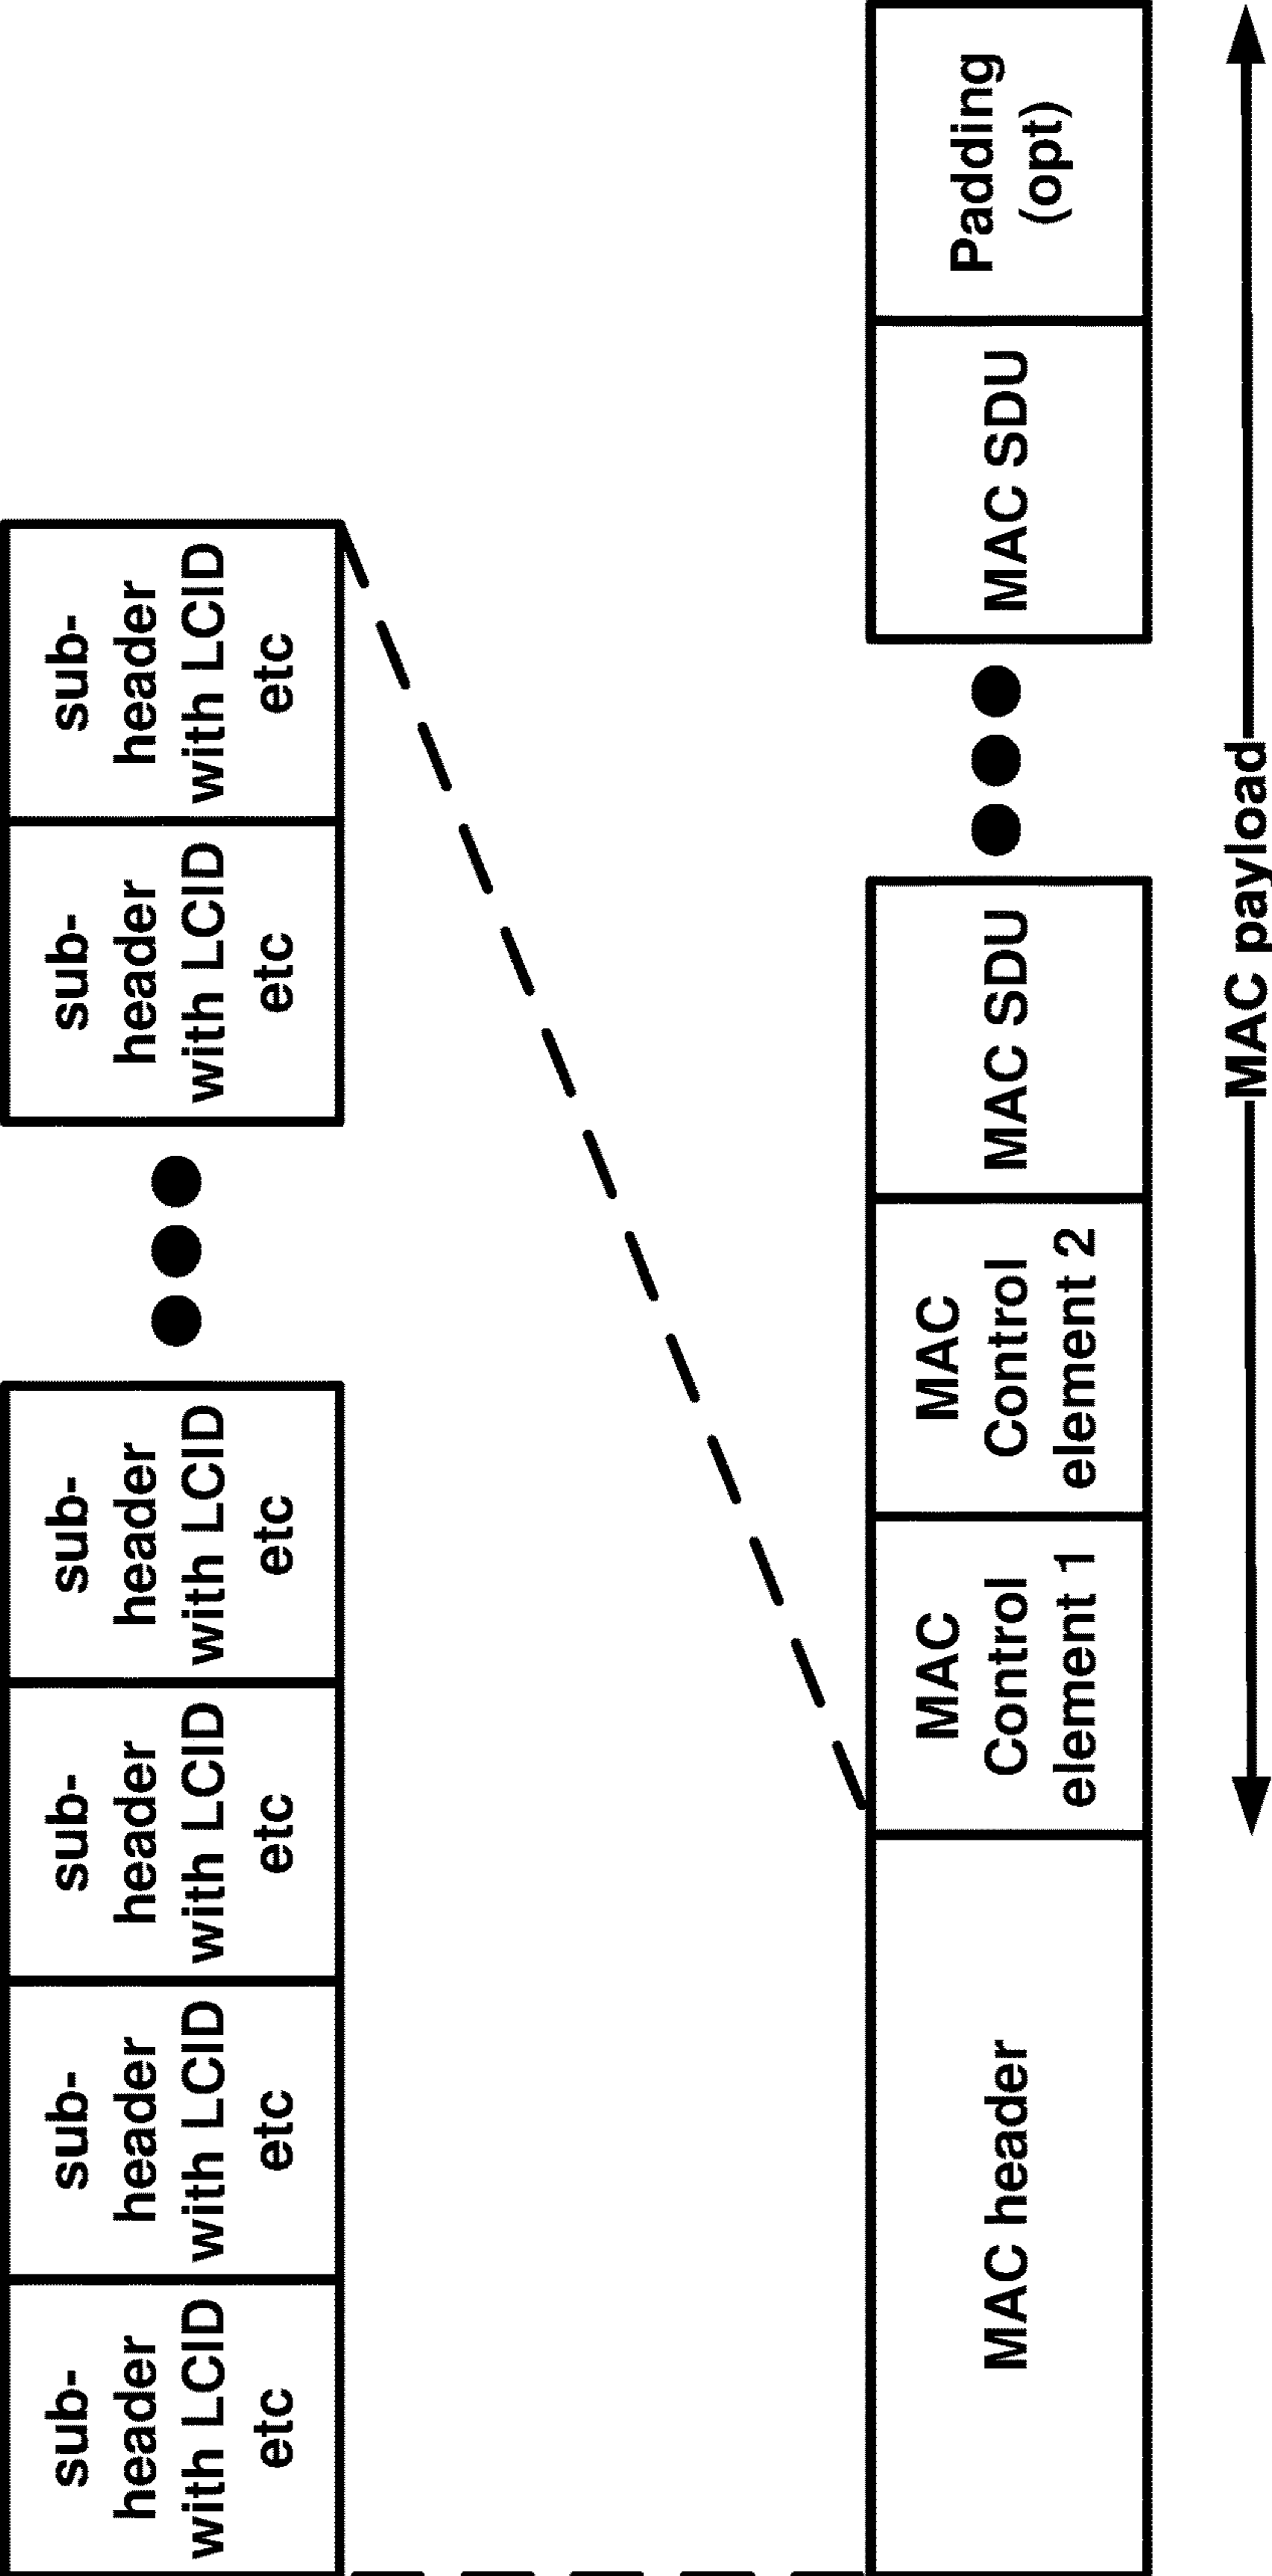 sub-
header
with LCID
etc
sub-
header
with LCID
etc
sub-
header
with LCID
etc
sub-
header
with LCID
etc
sub-
header
with LCID
etc
sub-
header
with LCID
etc
MAC header
MAC
Control
element 1
MAC
Control
element 2
MAC SDU
MAC SDU
Padding
(opt)
MAC payload